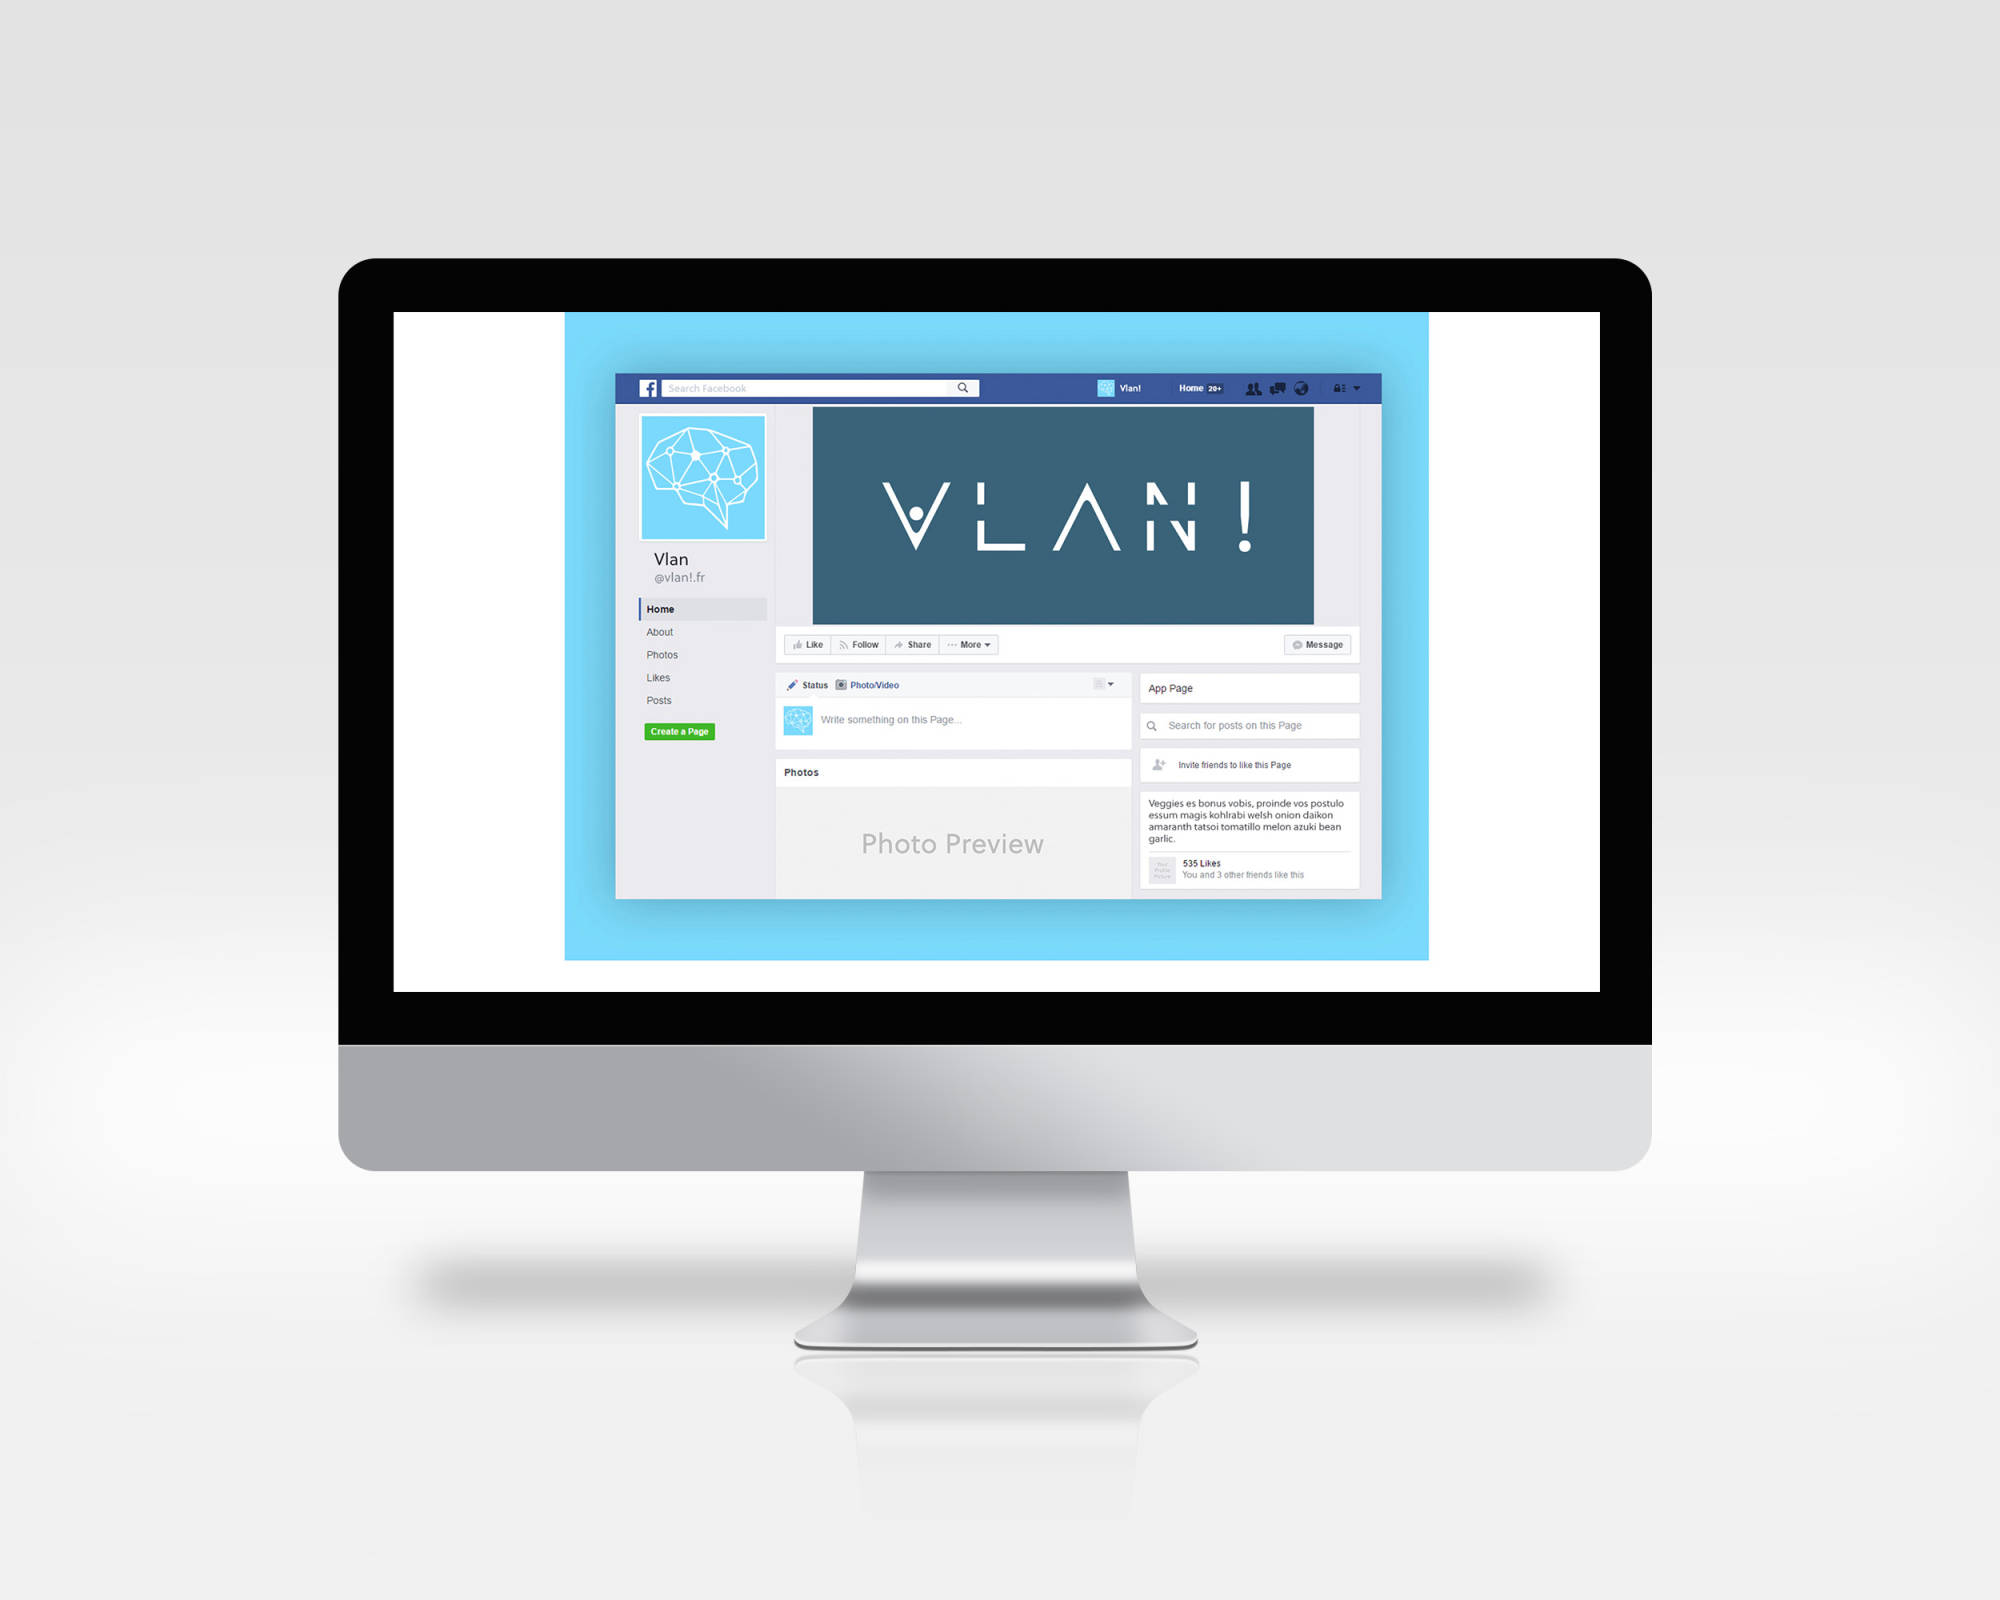 Search Facebook
Vlan!
Home 20+
VLAN!
Vlan
@vlan!.fr
Home
About
Photos
Likes
Posts
Create a Page
Like
Follow
Share
More
Message
Status
Photo/Video
Write something on this Page...
Photos
Photo Preview
App Page
Search for posts on this Page
Invite friends to like this Page
Veggies es bonus vobis, proinde vos postulo
essum magis kohlrabi welsh onion daikon
amaranth tatsoi tomatillo melon azuki bean
garlic.
Your
Profile
Picture
535 Likes
You and 3 other friends like this